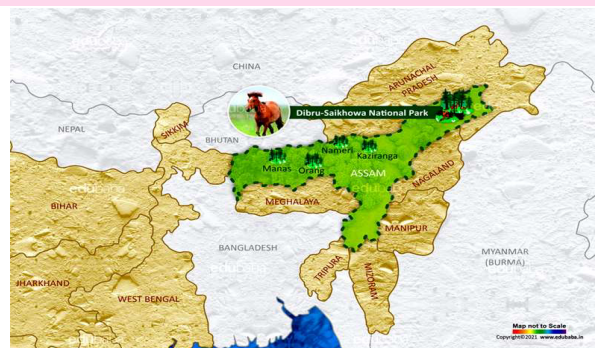 CHINA
ARUNACHAL
PRADESH
Dibru-Saikhowa National Park
NEPAL
SIKKIM
BHUTAN
Nameri
Kaziranga
Manas
Orang
ASSAM
NAGALAND
edubaba
BIHAR
MEGHALAYA
MANIPUR
BANGLADESH
MYANMAR
(BURMA)
TRIPURA
MIZORAM
JHARKHAND
WEST BENGAL
Map not to Scale
Copyright©2021 www.edubaba.in